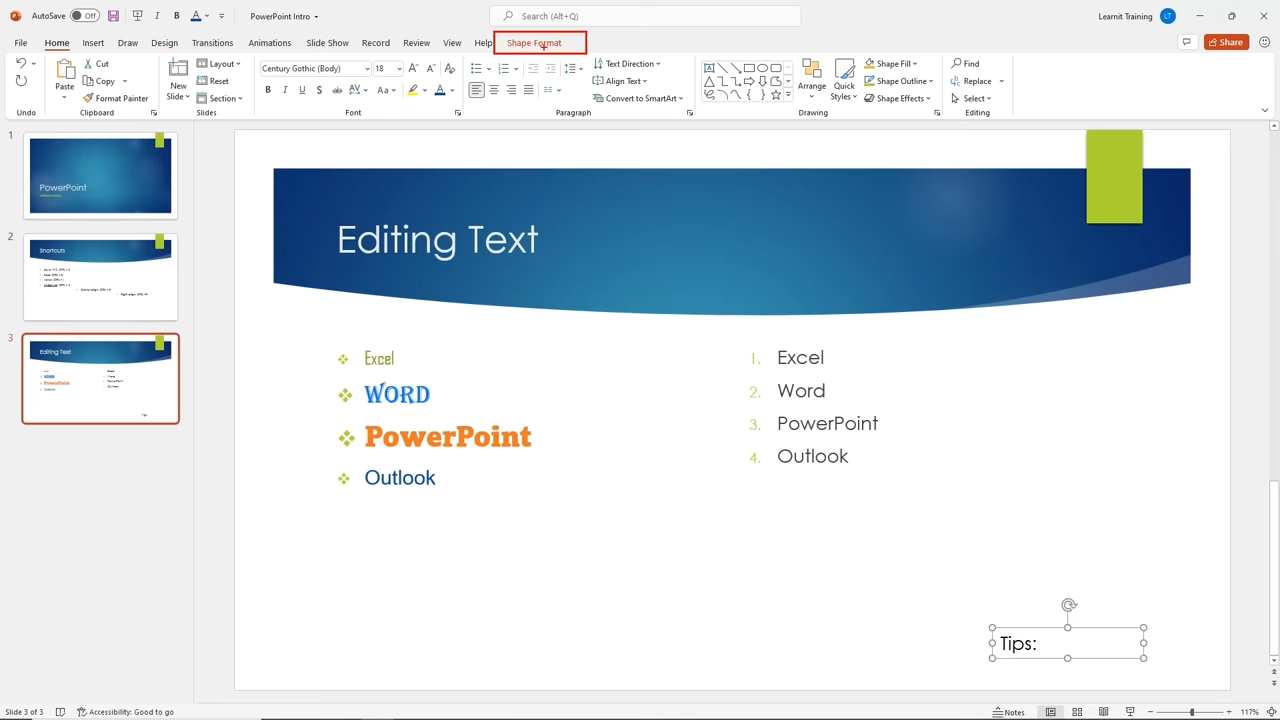 AutoSave Off
PowerPoint Intro
Search (Alt+Q)
Learnit Training LT
File Home Insert Draw Design Transitions Animations Slide Show Record Review View Help Shape Format
Share
Paste
Cut
Copy
Format Painter
New Slide
Layout
Reset
Section
Century Gothic (Body) 18
Text Direction
Align Text
Convert to SmartArt
Arrange
Quick Styles
Shape Fill
Shape Outline
Shape Effects
Find
Replace
Select
Undo Clipboard Slides Font Paragraph Drawing Editing
1
PowerPoint
2
Shortcuts
3
Editing Text
Editing Text
Excel
WORD
PowerPoint
Outlook
1. Excel
2. Word
3. PowerPoint
4. Outlook
Tips:
Slide 3 of 3 Accessibility: Good to go Notes 117%